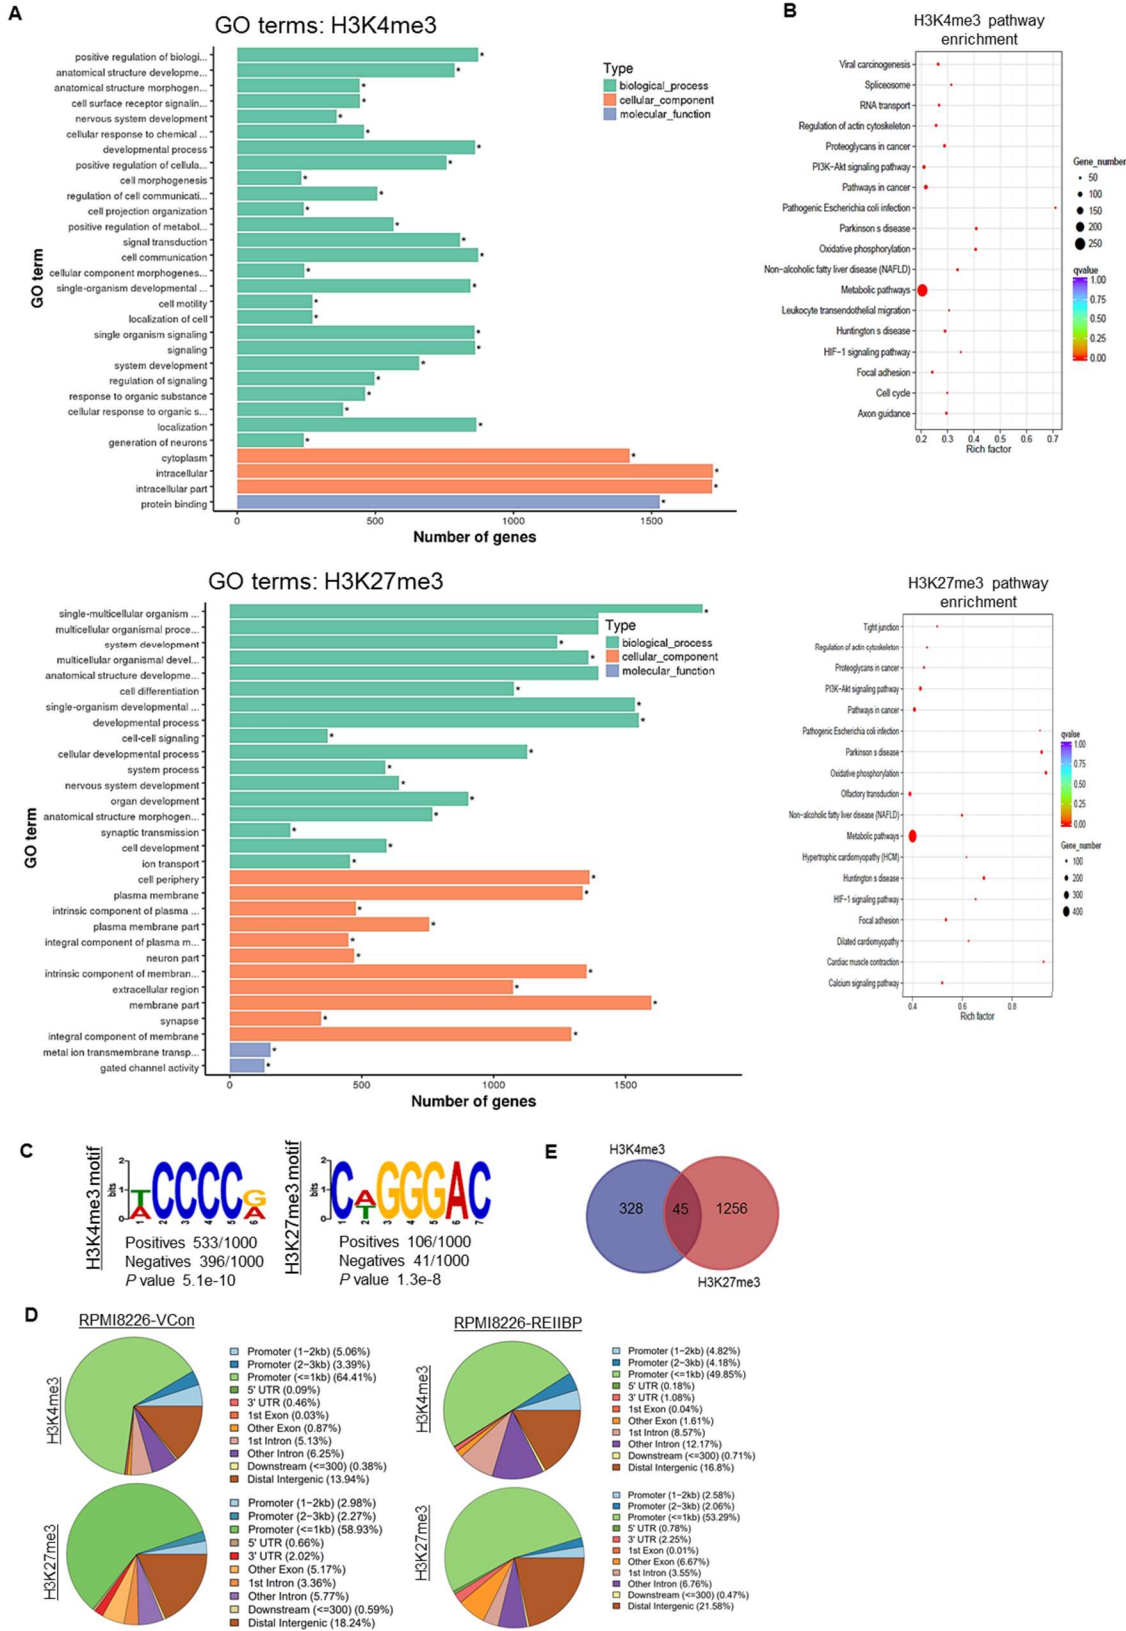 A
GO terms: H3K4me3
GO term
positive regulation of biologi...
anatomical structure developme...
anatomical structure morphogen...
cell surface receptor signalin...
nervous system development
cellular response to chemical ...
developmental process
positive regulation of cellula...
cell morphogenesis
regulation of cell communicati...
cell projection organization
positive regulation of metabol...
signal transduction
cell communication
cellular component morphogenes...
single-organism developmental ...
cell motility
localization of cell
single organism signaling
signaling
system development
regulation of signaling
response to organic substance
cellular response to organic s...
localization
generation of neurons
cytoplasm
intracellular
intracellular part
protein binding
0 500 1000 1500
Number of genes
Type
biological_process
cellular_component
molecular_function
B
H3K4me3 pathway
enrichment
Viral carcinogenesis
Spliceosome
RNA transport
Regulation of actin cytoskeleton
Proteoglycans in cancer
PI3K-Akt signaling pathway
Pathways in cancer
Pathogenic Escherichia coli infection
Parkinson s disease
Oxidative phosphorylation
Non-alcoholic fatty liver disease (NAFLD)
Metabolic pathways
Leukocyte transendothelial migration
Huntington s disease
HIF-1 signaling pathway
Focal adhesion
Cell cycle
Axon guidance
0.2 0.3 0.4 0.5 0.6 0.7
Rich factor
Gene_number
50
100
150
200
250
qvalue
1.00
0.75
0.50
0.25
0.00
GO terms: H3K27me3
GO term
single-multicellular organism ...
multicellular organismal proce...
system development
multicellular organismal devel...
anatomical structure developme...
cell differentiation
single-organism developmental ...
developmental process
cell-cell signaling
cellular developmental process
system process
nervous system development
organ development
anatomical structure morphogen...
synaptic transmission
cell development
ion transport
cell periphery
plasma membrane
intrinsic component of plasma ...
plasma membrane part
integral component of plasma m...
neuron part
intrinsic component of membran...
extracellular region
membrane part
synapse
integral component of membrane
metal ion transmembrane transp...
gated channel activity
0 500 1000 1500
Number of genes
Type
biological_process
cellular_component
molecular_function
H3K27me3 pathway
enrichment
Tight junction
Regulation of actin cytoskeleton
Proteoglycans in cancer
PI3K-Akt signaling pathway
Pathways in cancer
Pathogenic Escherichia coli infection
Parkinson s disease
Oxidative phosphorylation
Olfactory transduction
Non-alcoholic fatty liver disease (NAFLD)
Metabolic pathways
Hypertrophic cardiomyopathy (HCM)
Huntington s disease
HIF-1 signaling pathway
Focal adhesion
Dilated cardiomyopathy
Cardiac muscle contraction
Calcium signaling pathway
0.4 0.6 0.8
Rich factor
qvalue
1.00
0.75
0.50
0.25
0.00
Gene_number
100
200
300
400
C
H3K4me3 motif
2
1
0
bits
TCCCCG
A A
1 2 3 4 5 6
Positives 533/1000
Negatives 396/1000
P value 5.1e-10
H3K27me3 motif
2
1
0
bits
CAGGGAC
T
1 2 3 4 5 6 7
Positives 106/1000
Negatives 41/1000
P value 1.3e-8
E
H3K4me3
328 45 1256
H3K27me3
D
RPMI8226-VCon
H3K4me3
Promoter (1-2kb) (5.06%)
Promoter (2-3kb) (3.39%)
Promoter (<=1kb) (64.41%)
5' UTR (0.09%)
3' UTR (0.46%)
1st Exon (0.03%)
Other Exon (0.87%)
1st Intron (5.13%)
Other Intron (6.25%)
Downstream (<=300) (0.38%)
Distal Intergenic (13.94%)
H3K27me3
Promoter (1-2kb) (2.98%)
Promoter (2-3kb) (2.27%)
Promoter (<=1kb) (58.93%)
5' UTR (0.66%)
3' UTR (2.02%)
Other Exon (5.17%)
1st Intron (3.36%)
Other Intron (5.77%)
Downstream (<=300) (0.59%)
Distal Intergenic (18.24%)
RPMI8226-REIIBP
H3K4me3
Promoter (1-2kb) (4.82%)
Promoter (2-3kb) (4.18%)
Promoter (<=1kb) (49.85%)
5' UTR (0.18%)
3' UTR (1.08%)
1st Exon (0.04%)
Other Exon (1.61%)
1st Intron (8.57%)
Other Intron (12.17%)
Downstream (<=300) (0.71%)
Distal Intergenic (16.8%)
H3K27me3
Promoter (1-2kb) (2.58%)
Promoter (2-3kb) (2.06%)
Promoter (<=1kb) (53.29%)
5' UTR (0.78%)
3' UTR (2.25%)
1st Exon (0.01%)
Other Exon (6.67%)
1st Intron (3.55%)
Other Intron (6.76%)
Downstream (<=300) (0.47%)
Distal Intergenic (21.58%)